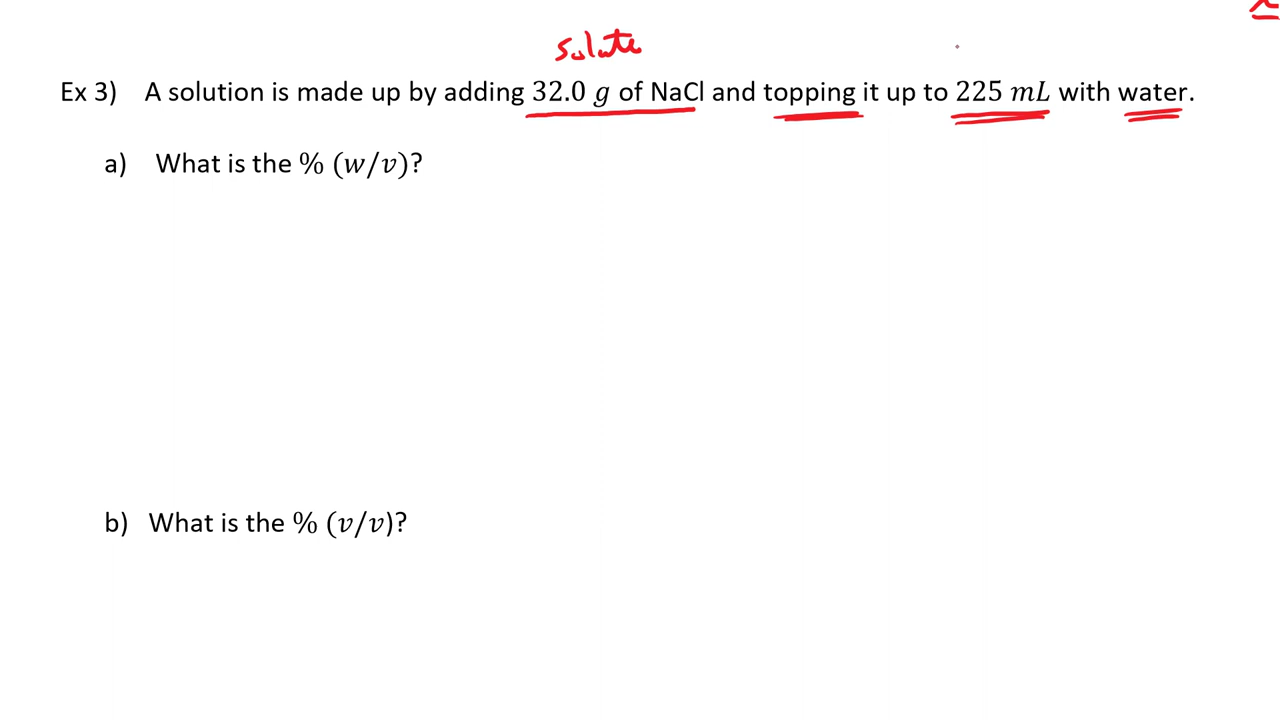 solute
Ex 3) A solution is made up by adding 32.0 g of NaCl and topping it up to 225 mL with water.
a) What is the % (w/v)?
b) What is the % (v/v)?